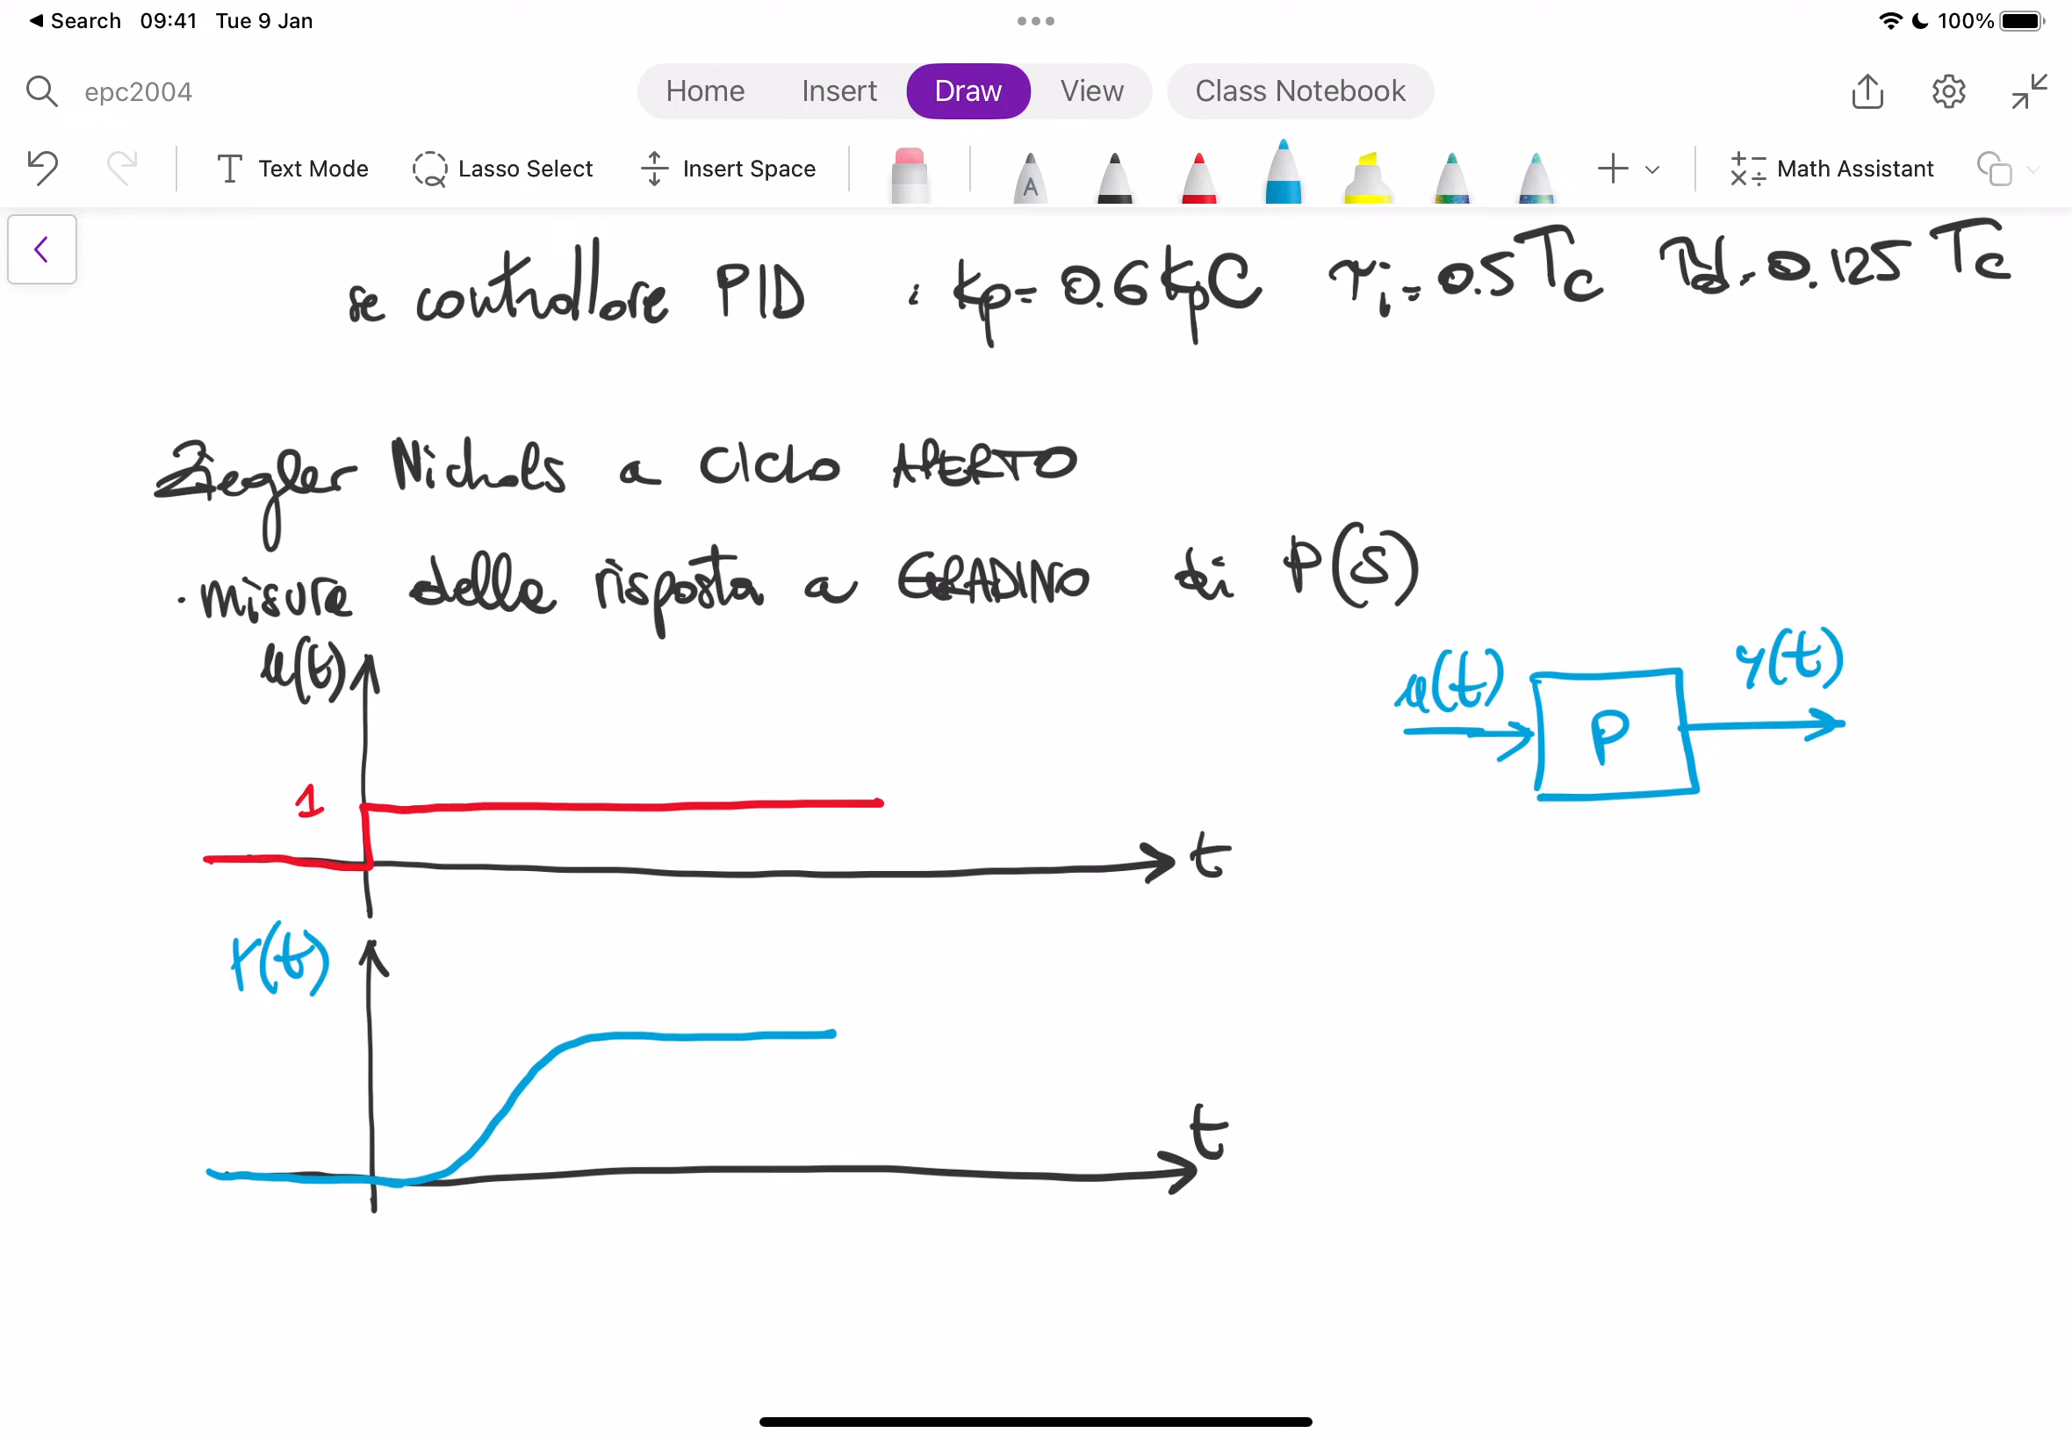 Search 09:41 Tue 9 Jan 100%
epc2004 Home Insert Draw View Class Notebook
Text Mode Lasso Select Insert Space A Math Assistant
se controllore PID : kp= 0.6 kpC τi= 0.5 Tc τd= 0.125 Tc
Ziegler Nichols a Ciclo APERTO
· misura della risposta a GRADINO di P(s)
u(t)
u(t) P y(t)
1
t
Y(t)
t